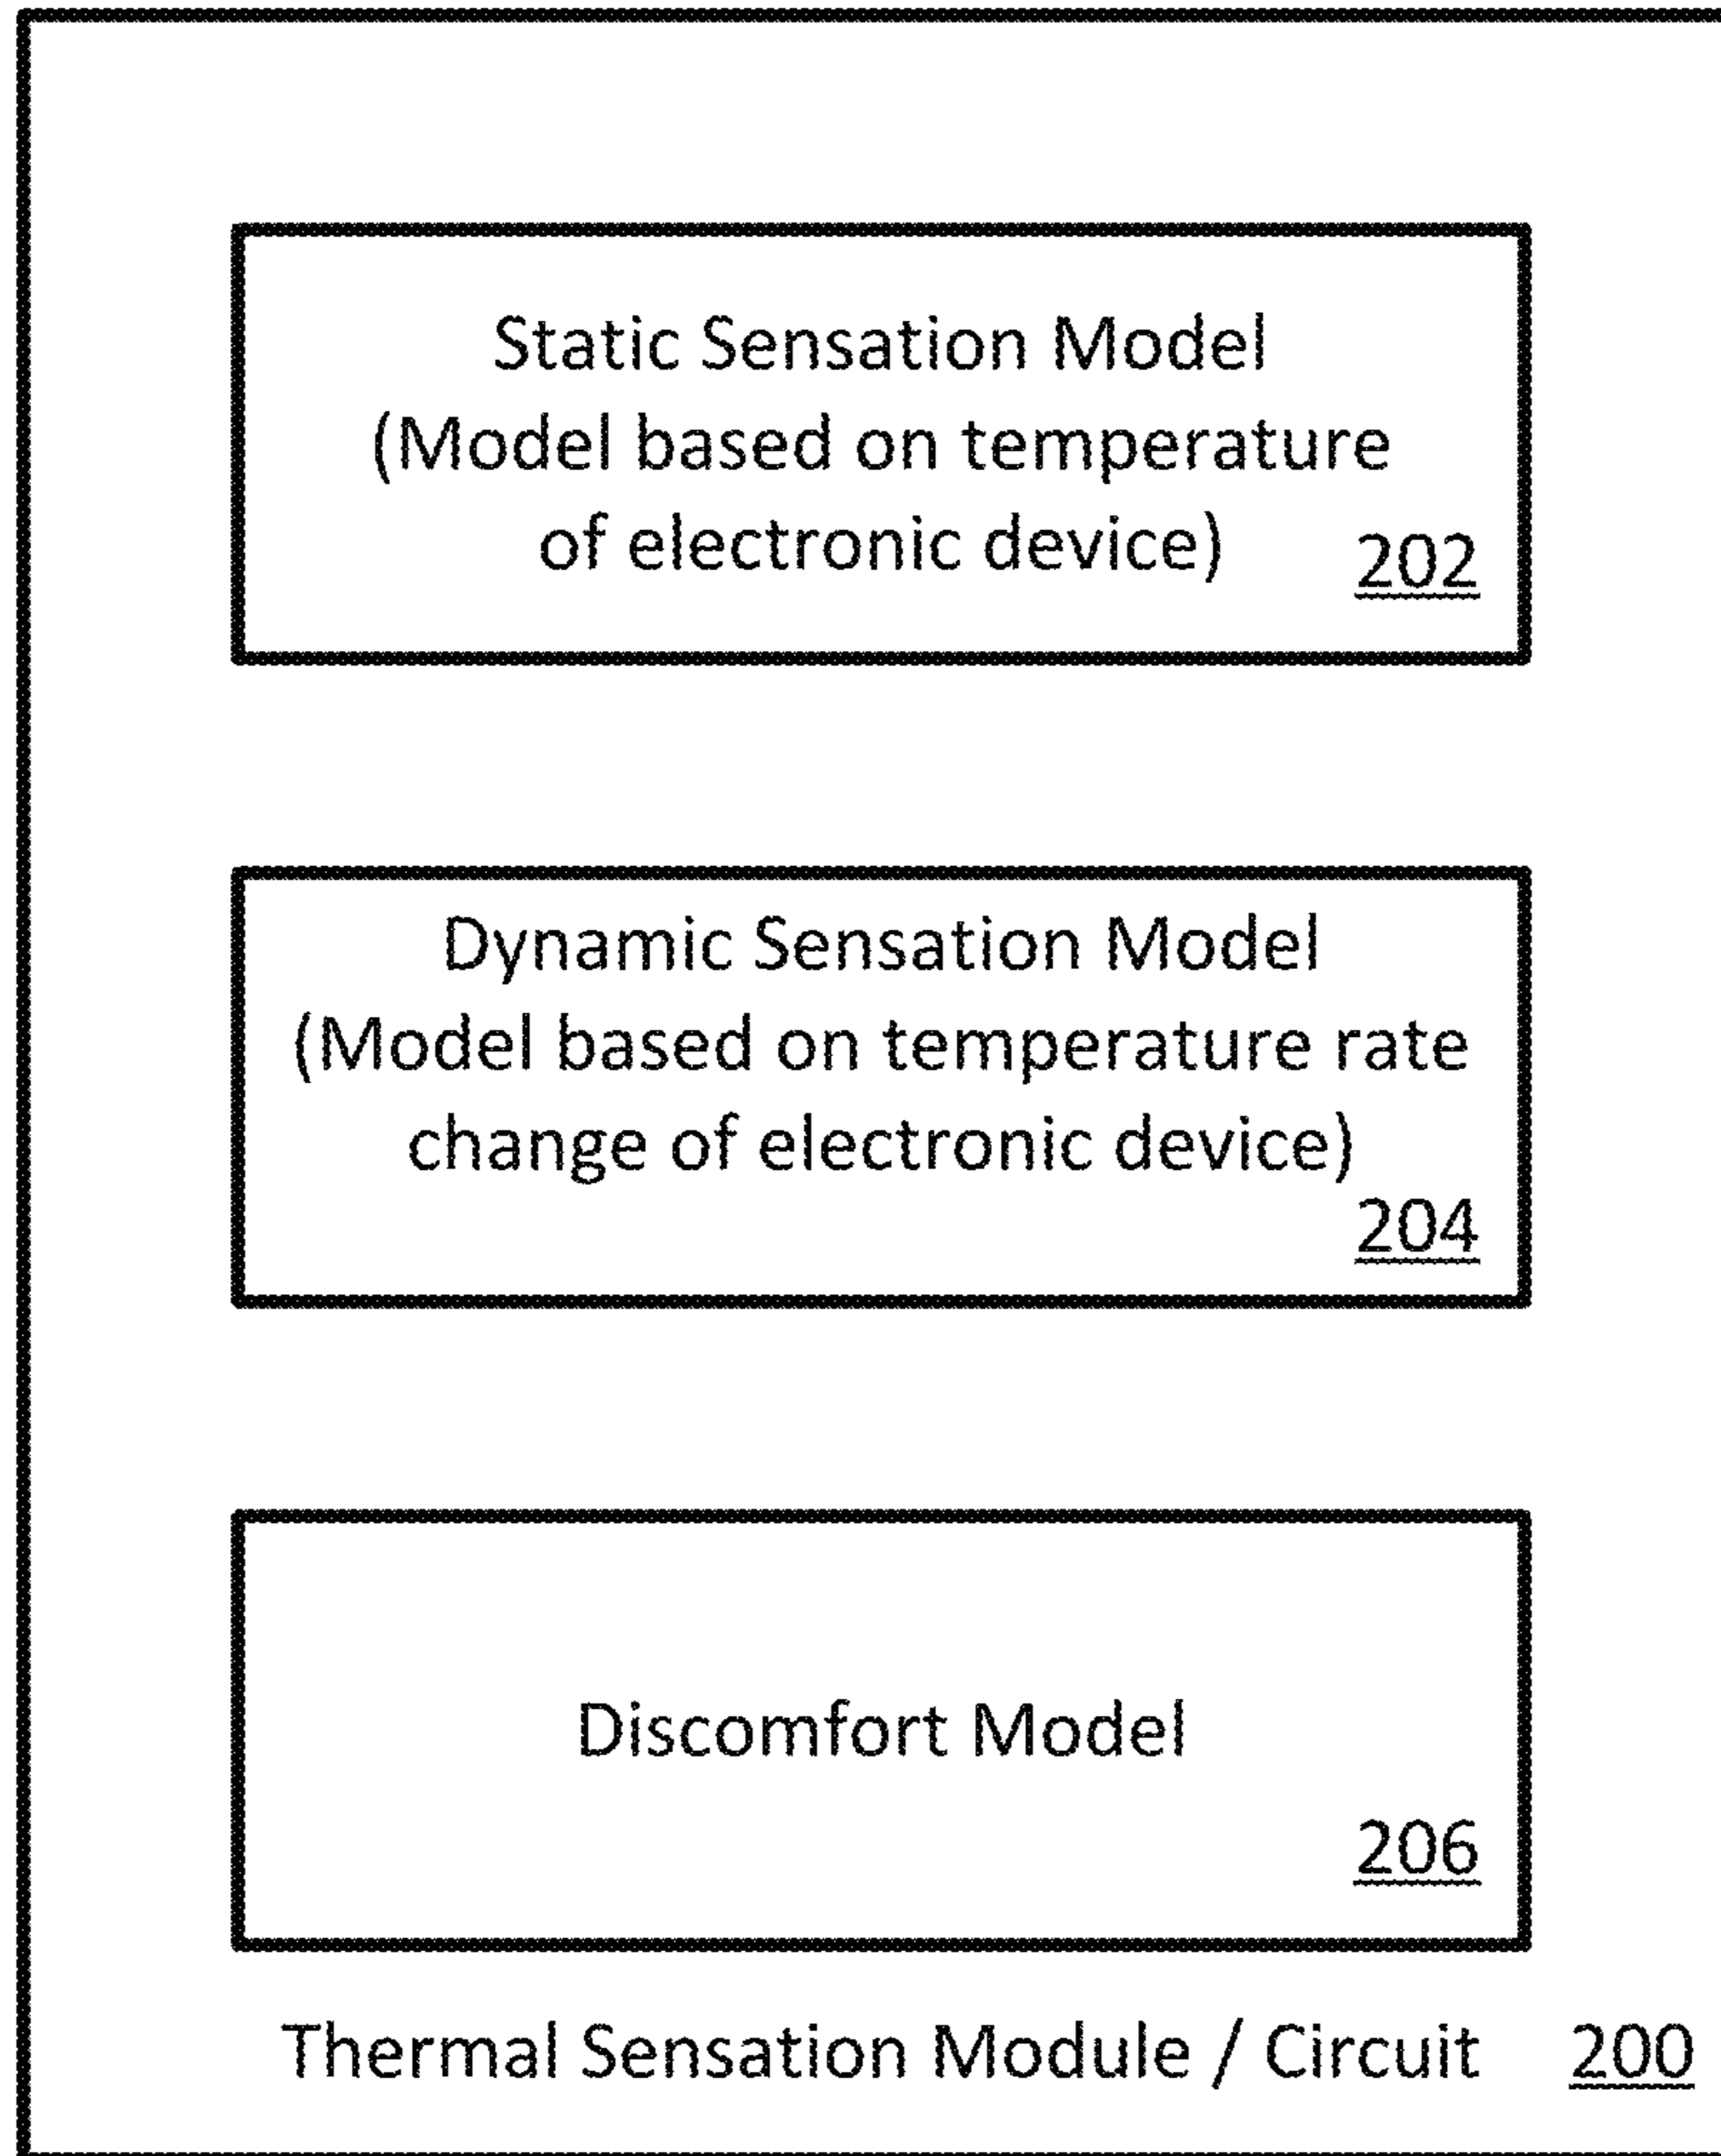 Static Sensation Model
(Model based on temperature
of electronic device) 202
Dynamic Sensation Model
(Model based on temperature rate
change of electronic device)
204
Discomfort Model
206
Thermal Sensation Module / Circuit 200